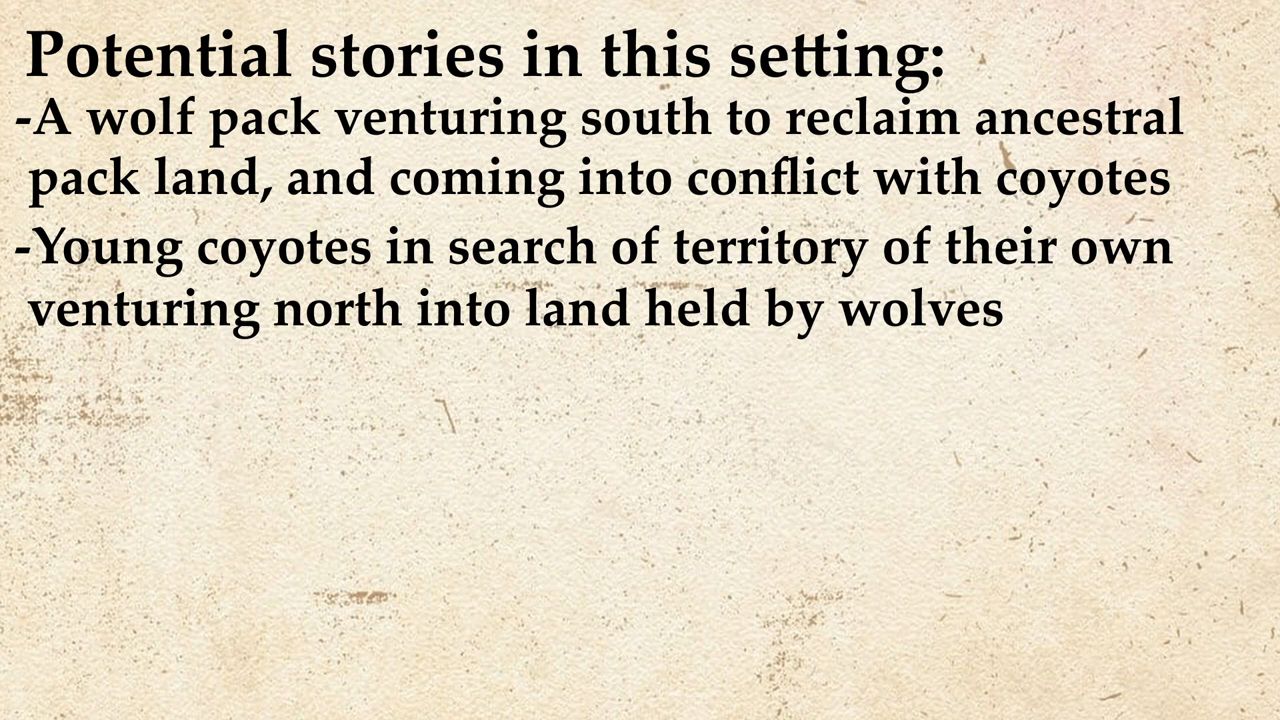 Potential stories in this setting:
-A wolf pack venturing south to reclaim ancestral
pack land, and coming into conflict with coyotes
-Young coyotes in search of territory of their own
venturing north into land held by wolves